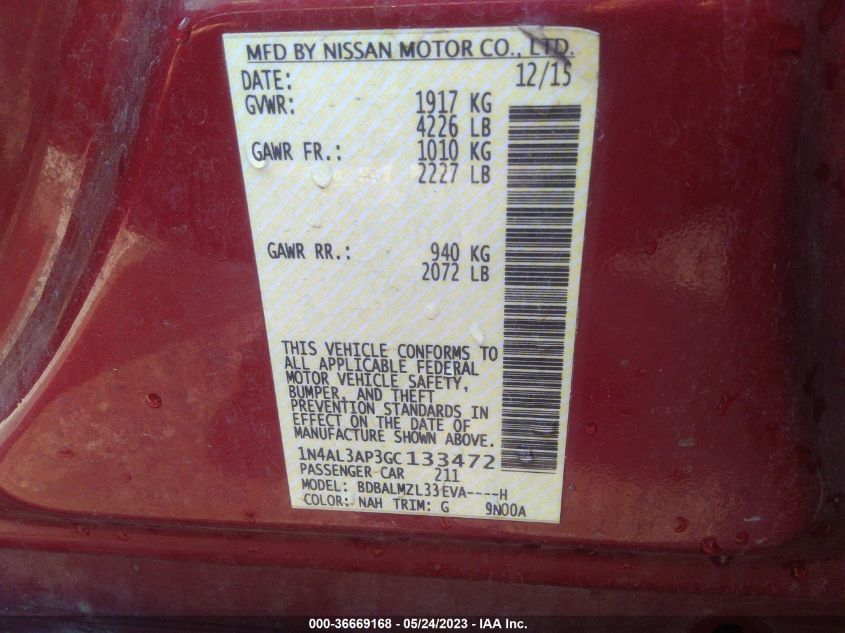 MFD BY NISSAN MOTOR CO., LTD.
DATE: 12/15
GVWR: 1917 KG
4226 LB
GAWR FR.: 1010 KG
2227 LB
GAWR RR.: 940 KG
2072 LB
THIS VEHICLE CONFORMS TO
ALL APPLICABLE FEDERAL
MOTOR VEHICLE SAFETY,
BUMPER, AND THEFT
PREVENTION STANDARDS IN
EFFECT ON THE DATE OF
MANUFACTURE SHOWN ABOVE.
1N4AL3AP3GC133472
PASSENGER CAR 211
MODEL: BDBALMZL33EVA----H
COLOR: NAH TRIM: G 9N00A
000-36669168 - 05/24/2023 - IAA Inc.